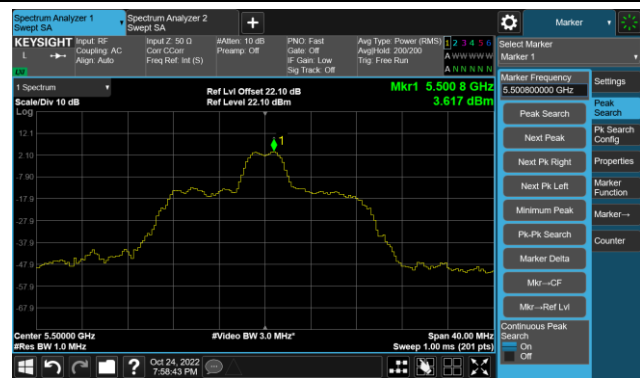 Spectrum Analyzer 1
Swept SA
Spectrum Analyzer 2
Swept SA
+
Marker
KEYSIGHT
L
LW
Input: RF
Coupling: AC
Align: Auto
Input Z: 50 Ω
Corr CCorr
Freq Ref: Int (S)
#Atten: 10 dB
Preamp: Off
PNO: Fast
Gate: Off
IF Gain: Low
Sig Track: Off
Avg Type: Power (RMS)
Avg|Hold: 200/200
Trig: Free Run
1 2 3 4 5 6
A W W W W W
A N N N N N
Select Marker
Marker 1
1 Spectrum
Scale/Div 10 dB
Log
Ref Lvl Offset 22.10 dB
Ref Level 22.10 dBm
Mkr1 5.500 8 GHz
3.617 dBm
12.1
2.10
-7.90
-17.9
-27.9
-37.9
-47.9
-57.9
-67.9
1
Center 5.50000 GHz
#Res BW 1.0 MHz
#Video BW 3.0 MHz*
Span 40.00 MHz
Sweep 1.00 ms (201 pts)
Marker Frequency
5.500800000 GHz
Peak Search
Next Peak
Next Pk Right
Next Pk Left
Minimum Peak
Pk-Pk Search
Marker Delta
Mkr→CF
Mkr→Ref Lvl
Continuous Peak
Search
On
Off
Settings
Peak
Search
Pk Search
Config
Properties
Marker
Function
Marker→
Counter
?
Oct 24, 2022
7:58:43 PM